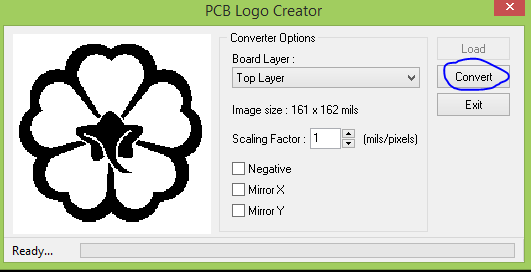 PCB Logo Creator
Converter Options
Board Layer :
Top Layer
Image size : 161 x 162 mils
Scaling Factor : 1 (mils/pixels)
Negative
Mirror X
Mirror Y
Load
Convert
Exit
Ready...